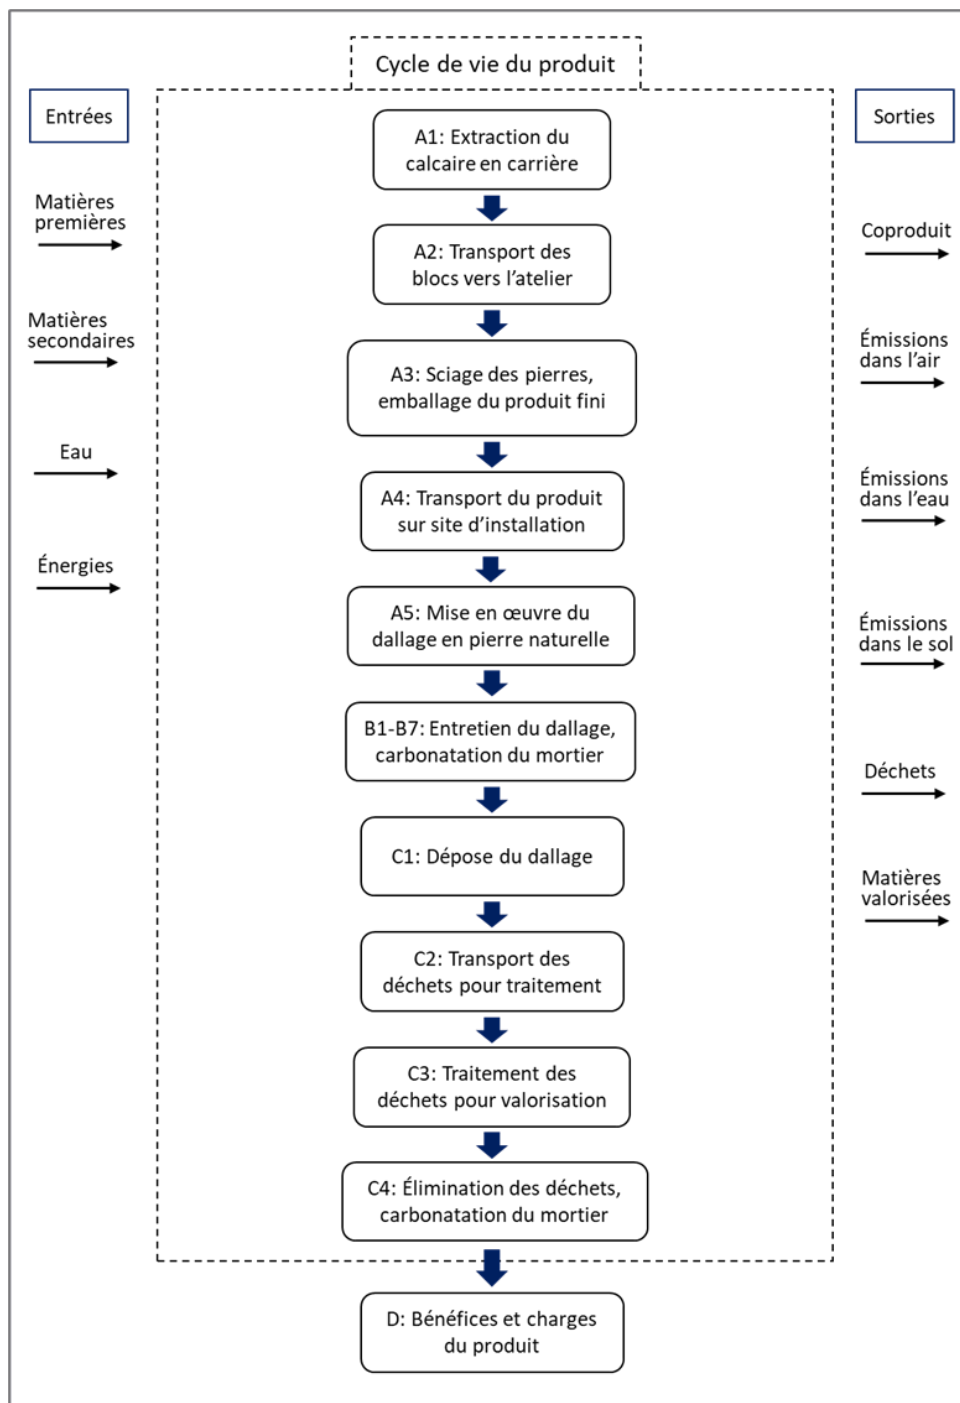 Cycle de vie du produit
Entrées
Matières
premières
Matières
secondaires
Eau
Énergies
A1: Extraction du
calcaire en carrière
A2: Transport des
blocs vers l'atelier
A3: Sciage des pierres,
emballage du produit fini
A4: Transport du produit
sur site d'installation
A5: Mise en œuvre du
dallage en pierre naturelle
B1-B7: Entretien du dallage,
carbonatation du mortier
C1: Dépose du dallage
C2: Transport des
déchets pour traitement
C3: Traitement des
déchets pour valorisation
C4: Élimination des déchets,
carbonatation du mortier
D: Bénéfices et charges
du produit
Sorties
Coproduit
Émissions
dans l'air
Émissions
dans l'eau
Émissions
dans le sol
Déchets
Matières
valorisées